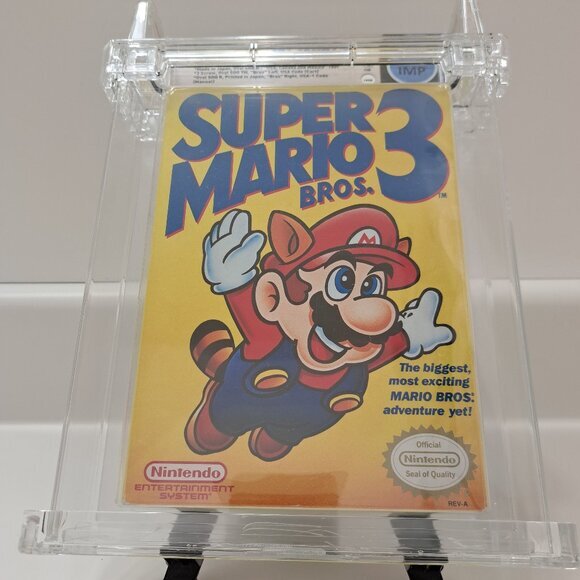 IMP
SUPER
MARIO
BROS.
3
TM
M
The biggest,
most exciting
MARIO BROS.
adventure yet!
Official
Nintendo
Seal of Quality
Nintendo
ENTERTAINMENT
SYSTEM
REV-A